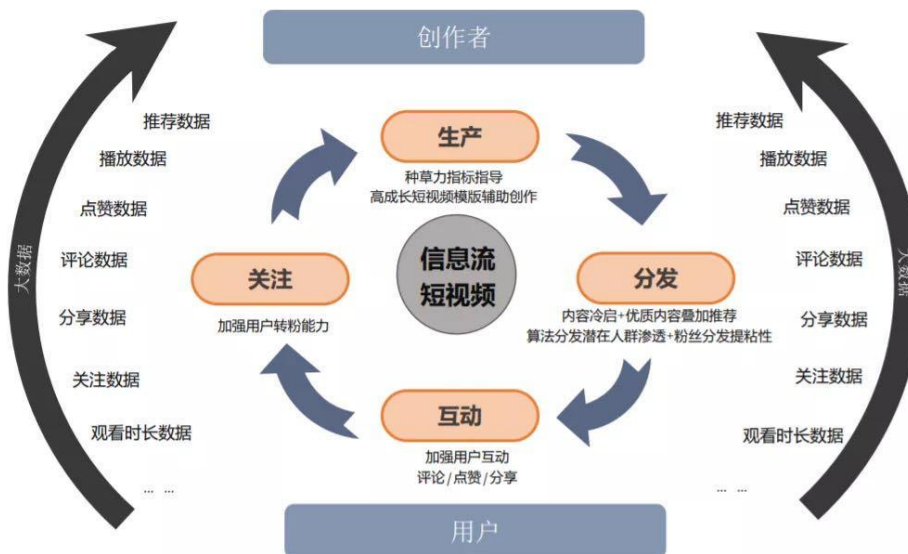 创作者
大数据
推荐数据
播放数据
点赞数据
评论数据
分享数据
关注数据
观看时长数据
... ...
生产
种草力指标指导
高成长短视频模版辅助创作
信息流
短视频
关注
加强用户转粉能力
分发
内容冷启+优质内容叠加推荐
算法分发潜在人群渗透+粉丝分发提粘性
互动
加强用户互动
评论/点赞/分享
推荐数据
播放数据
点赞数据
评论数据
分享数据
关注数据
观看时长数据
... ...
大数据
用户